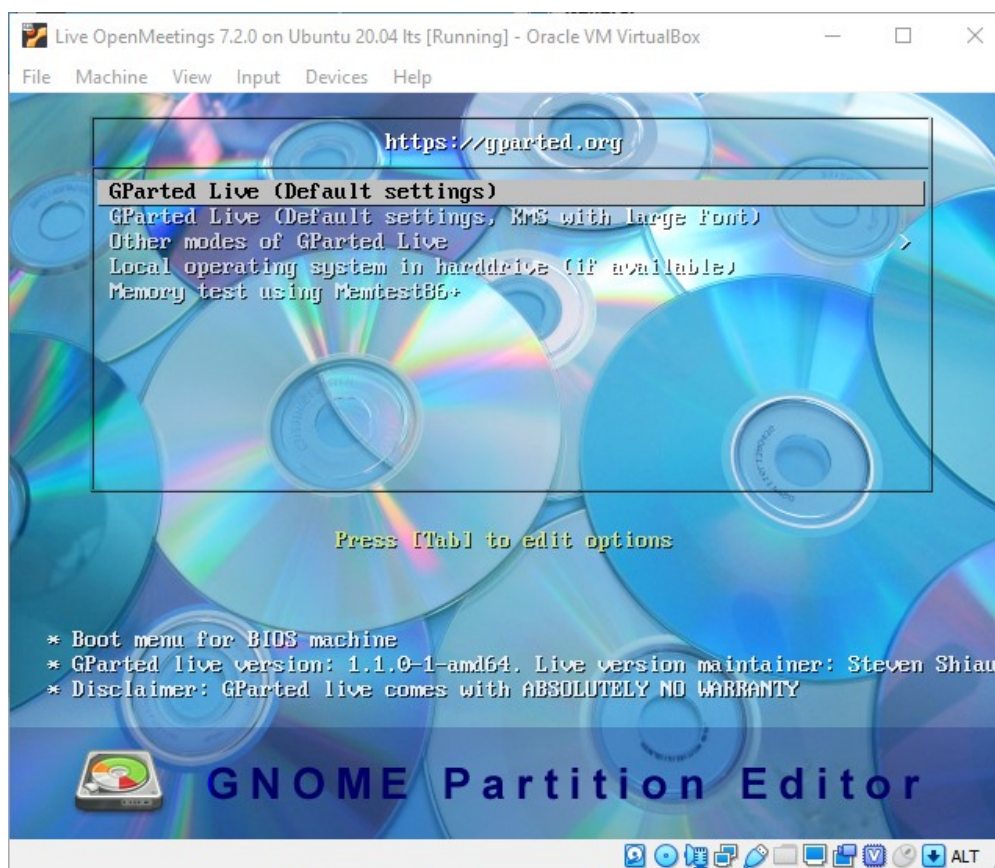 Live OpenMeetings 7.2.0 on Ubuntu 20.04 lts [Running] - Oracle VM VirtualBox
File Machine View Input Devices Help
https://gparted.org
GParted Live (Default settings)
GParted Live (Default settings, KMS with large font)
Other modes of GParted Live >
Local operating system in harddrive (if available)
Memory test using Memtest86+
Press [Tab] to edit options
* Boot menu for BIOS machine
* GParted live version: 1.1.0-1-amd64. Live version maintainer: Steven Shiau
* Disclaimer: GParted live comes with ABSOLUTELY NO WARRANTY
GNOME Partition Editor
ALT